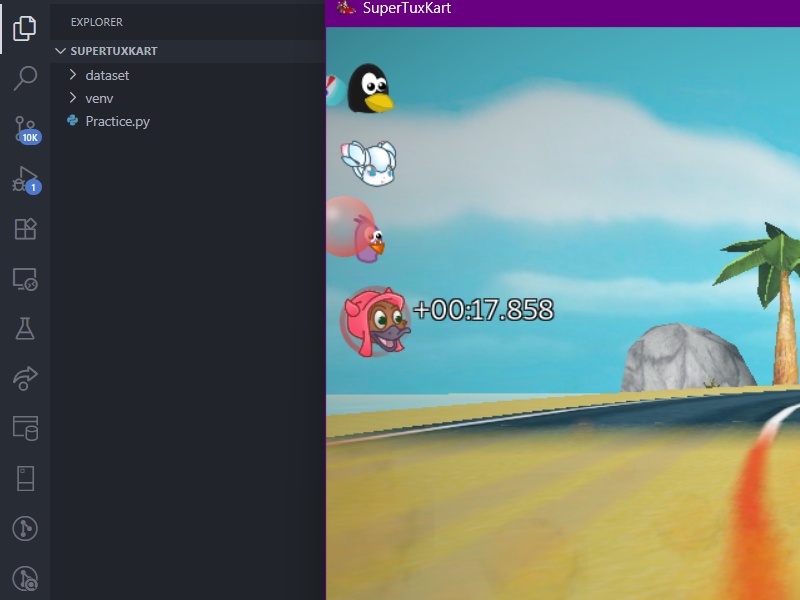 EXPLORER
SUPERTUXKART
dataset
venv
Practice.py
10K
1
SuperTuxKart
+00:17.858